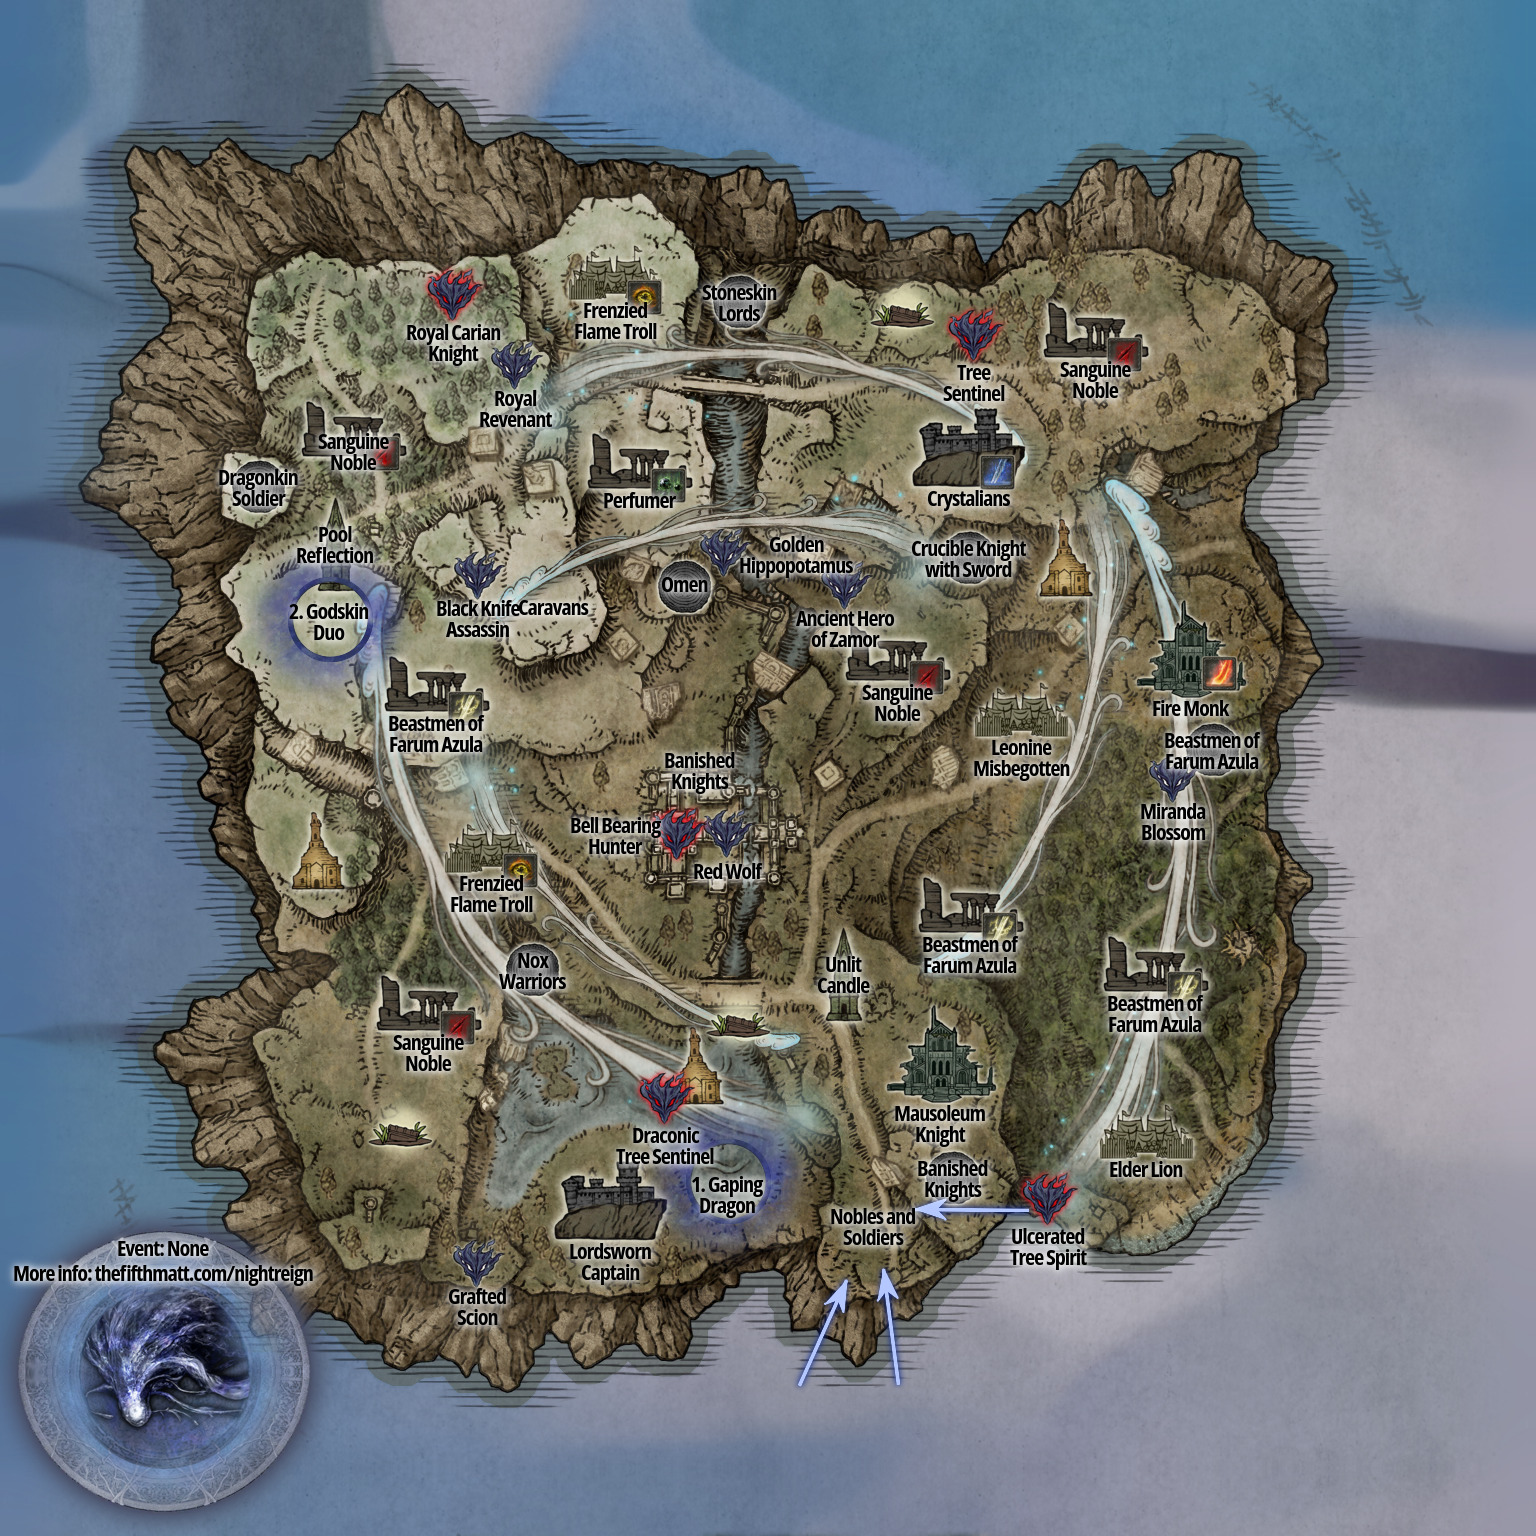 Stoneskin
Lords
Frenzied
Flame Troll
Royal Carian
Knight
Tree
Sentinel
Sanguine
Noble
Royal
Revenant
Sanguine
Noble
Dragonkin
Soldier
Perfumer
Crystalians
Pool
Reflection
Golden
Hippopotamus
Crucible Knight
with Sword
Omen
2. Godskin
Duo
Black Knife
Assassin
Caravans
Ancient Hero
of Zamor
Sanguine
Noble
Fire Monk
Beastmen of
Farum Azula
Leonine
Misbegotten
Beastmen of
Farum Azula
Banished
Knights
Miranda
Blossom
Bell Bearing
Hunter
Red Wolf
Frenzied
Flame Troll
Beastmen of
Farum Azula
Nox
Warriors
Unlit
Candle
Beastmen of
Farum Azula
Sanguine
Noble
Mausoleum
Knight
Draconic
Tree Sentinel
Elder Lion
Banished
Knights
1. Gaping
Dragon
Nobles and
Soldiers
Ulcerated
Tree Spirit
Lordsworn
Captain
Grafted
Scion
Event: None
More info: thefifthmatt.com/nightreign